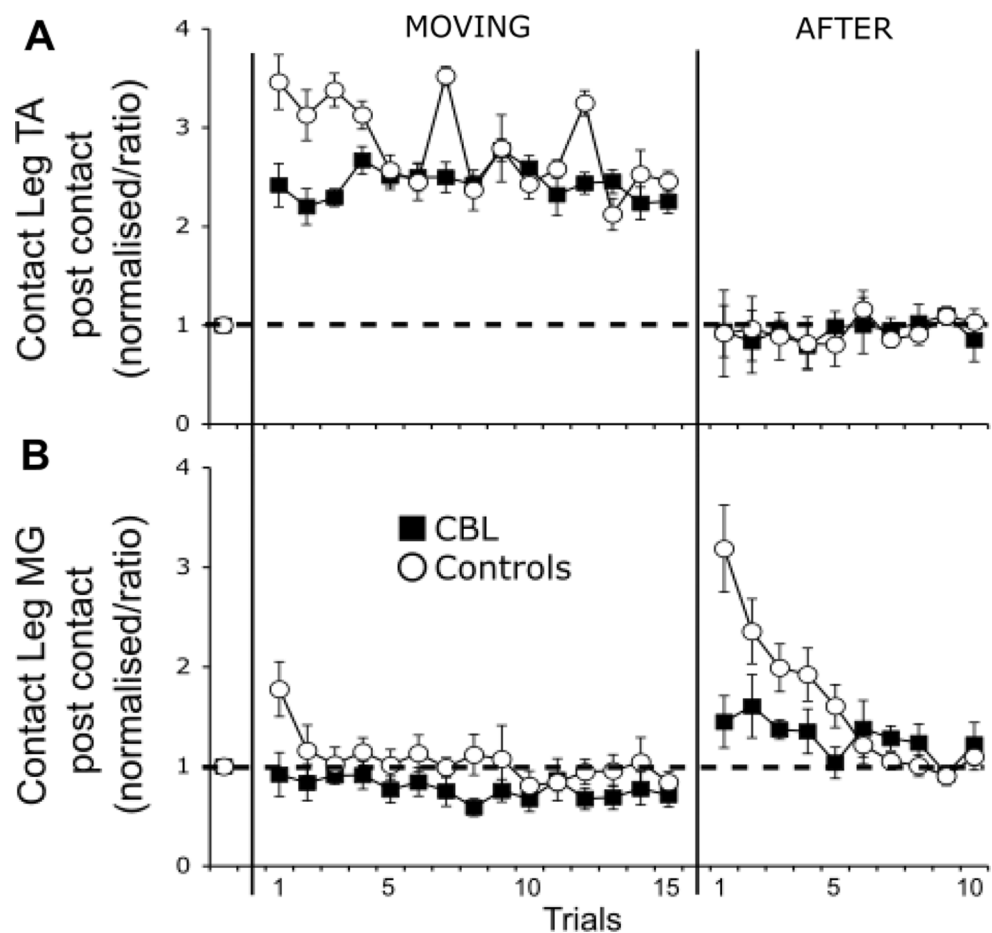 A
MOVING
AFTER
Contact Leg TA
post contact
(normalised/ratio)
4
3
2
1
0
B
Contact Leg MG
post contact
(normalised/ratio)
4
3
2
1
0
CBL
Controls
1 5 10 15 1 5 10
Trials